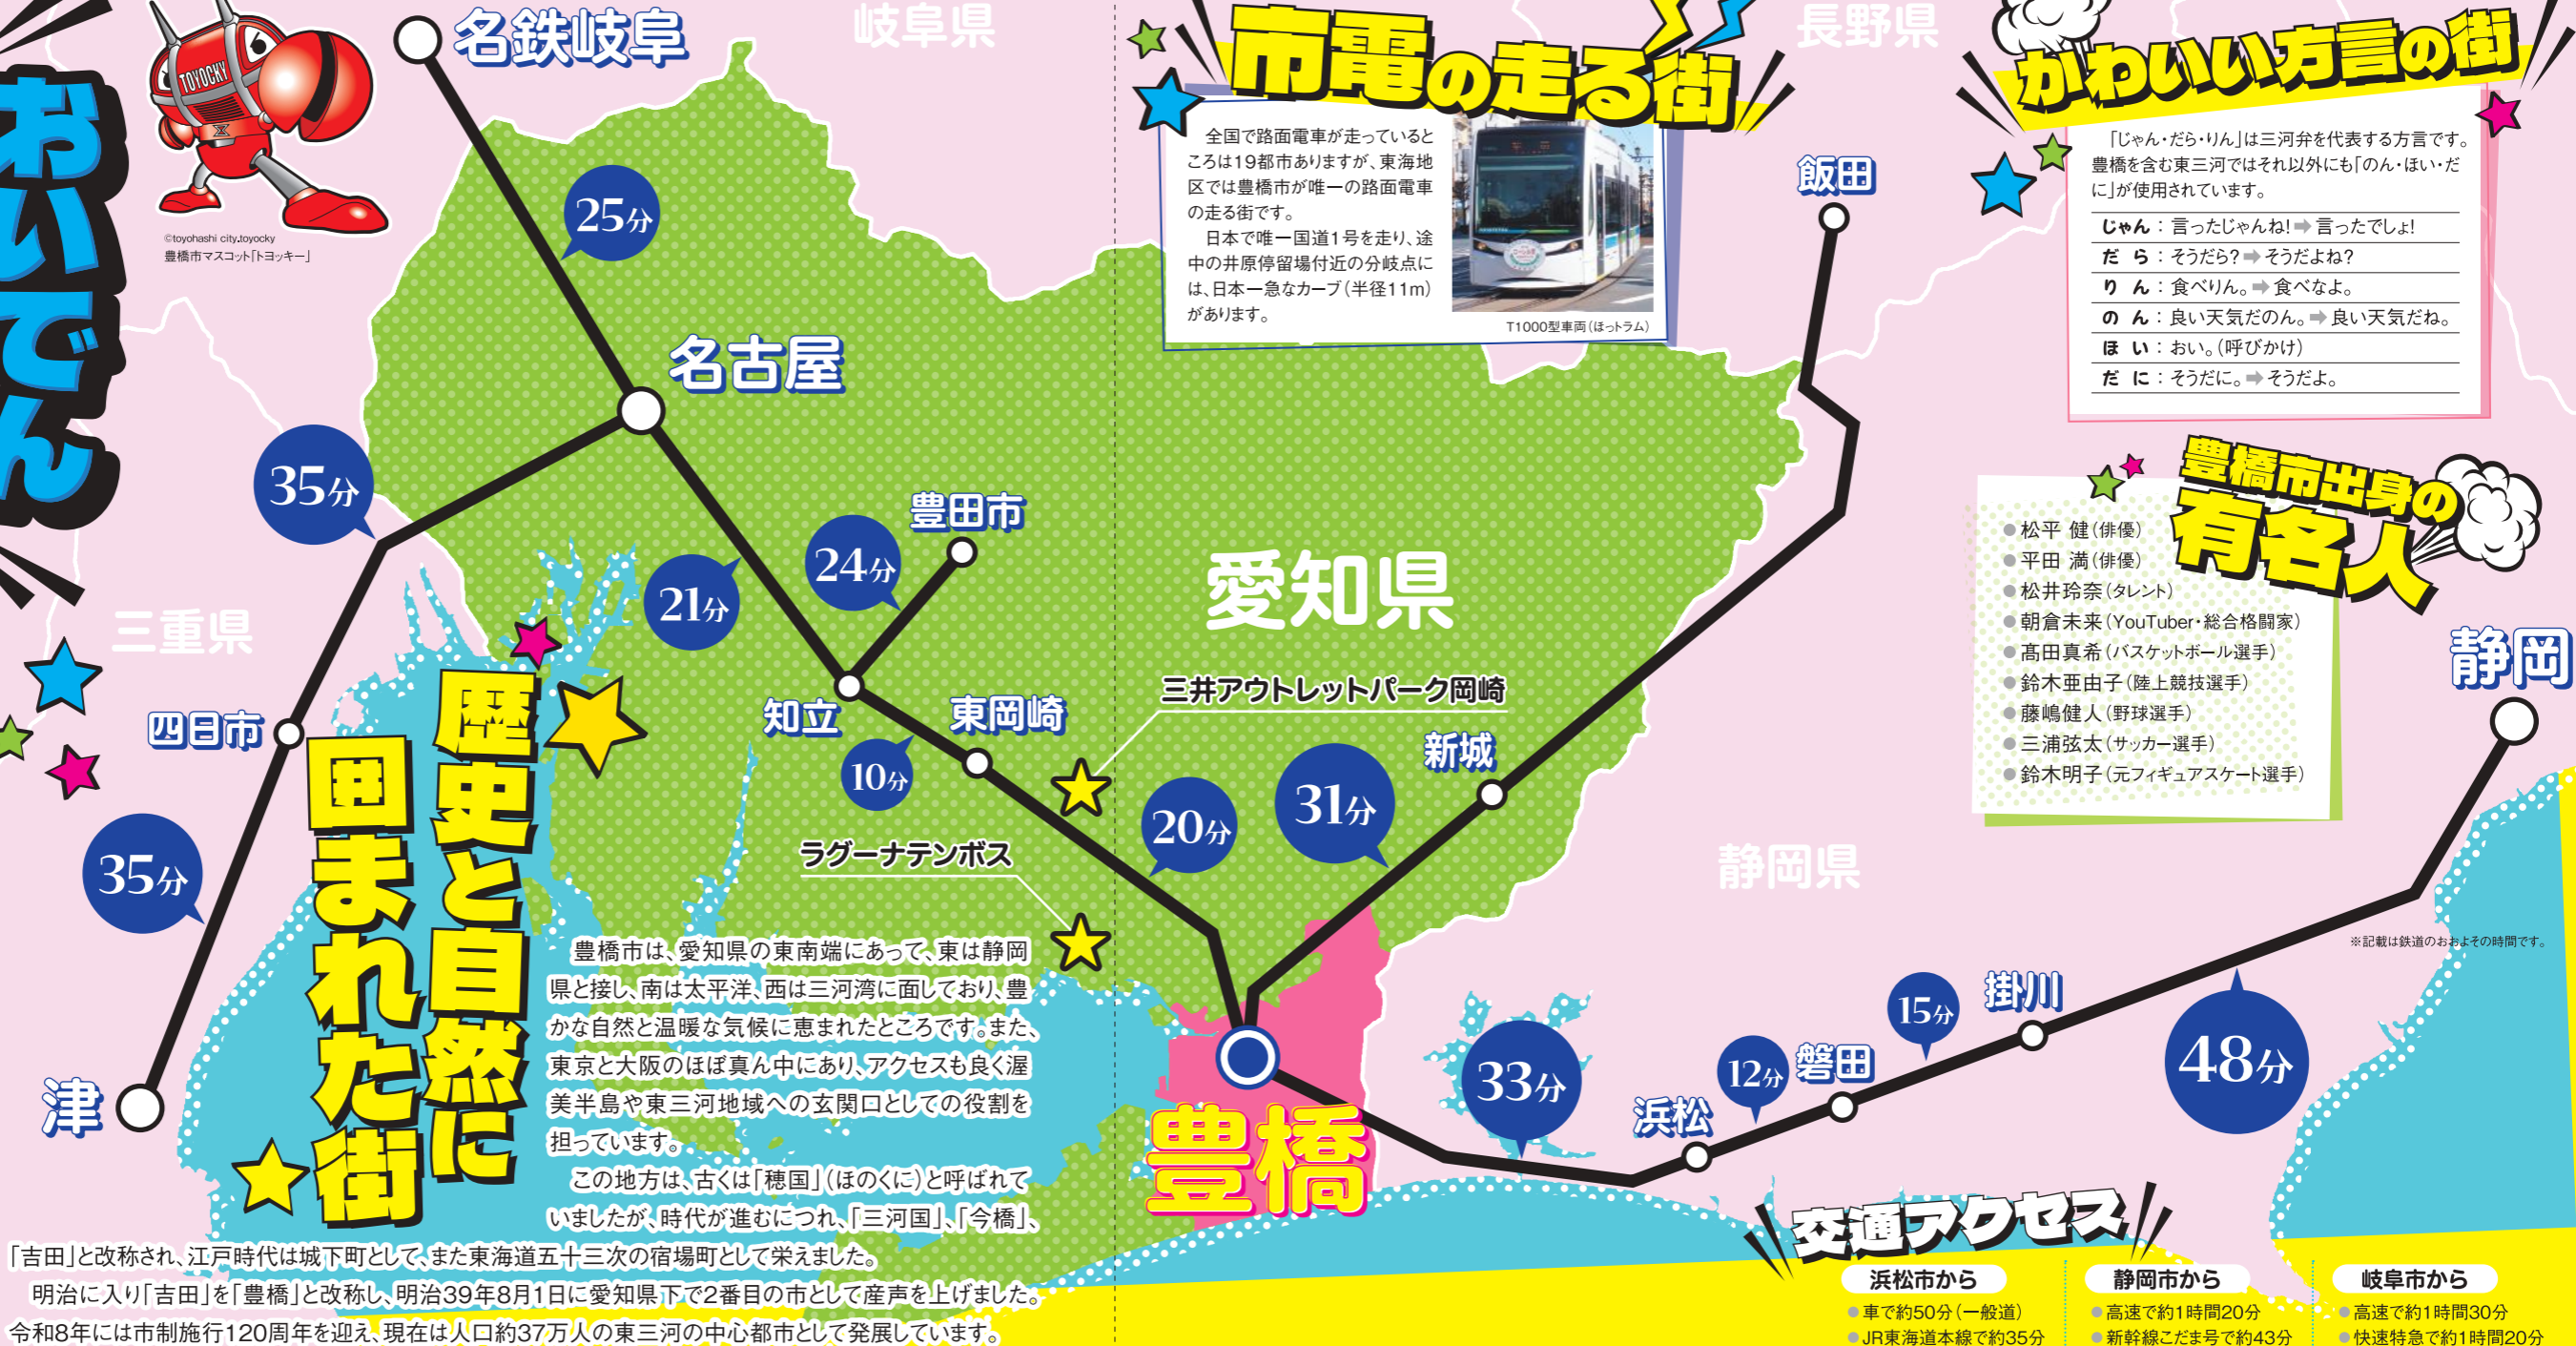 おいでん
TOYOCKY
©toyohashi city.toyocky
豊橋市マスコット「トヨッキー」
名鉄岐阜
岐阜県
25分
名古屋
35分
21分
24分
豊田市
三重県
四日市
35分
津
知立
10分
東岡崎
三井アウトレットパーク岡崎
ラグーナテンボス
20分
31分
新城
愛知県
飯田
長野県
静岡県
静岡
豊橋
33分
浜松
12分
磐田
15分
掛川
48分
※記載は鉄道のおおよその時間です。
市電の走る街
全国で路面電車が走っていると
ころは19都市ありますが、東海地
区では豊橋市が唯一の路面電車
の走る街です。
日本で唯一国道1号を走り、途
中の井原停留場付近の分岐点に
は、日本一急なカーブ(半径11m)
があります。
T1000型車両(ほっトラム)
かわいい方言の街
「じゃん・だら・りん」は三河弁を代表する方言です。
豊橋を含む東三河ではそれ以外にも「のん・ほい・だ
に」が使用されています。
じゃん:言ったじゃんね!➡言ったでしょ!
だら:そうだら?➡そうだよね?
りん:食べりん。➡食べなよ。
のん:良い天気だのん。➡良い天気だね。
ほい:おい。(呼びかけ)
だに:そうだに。➡そうだよ。
豊橋市出身の
有名人
●松平 健(俳優)
●平田 満(俳優)
●松井玲奈(タレント)
●朝倉未来(YouTuber・総合格闘家)
●髙田真希(バスケットボール選手)
●鈴木亜由子(陸上競技選手)
●藤嶋健人(野球選手)
●三浦弦太(サッカー選手)
●鈴木明子(元フィギュアスケート選手)
歴史と自然に
囲まれた街
豊橋市は、愛知県の東南端にあって、東は静岡
県と接し、南は太平洋、西は三河湾に面しており、豊
かな自然と温暖な気候に恵まれたところです。また、
東京と大阪のほぼ真ん中にあり、アクセスも良く渥
美半島や東三河地域への玄関口としての役割を
担っています。
この地方は、古くは「穂国」(ほのくに)と呼ばれて
いましたが、時代が進むにつれ、「三河国」、「今橋」、
「吉田」と改称され、江戸時代は城下町として、また東海道五十三次の宿場町として栄えました。
明治に入り「吉田」を「豊橋」と改称し、明治39年8月1日に愛知県下で2番目の市として産声を上げました。
令和8年には市制施行120周年を迎え、現在は人口約37万人の東三河の中心都市として発展しています。
交通アクセス
浜松市から
●車で約50分(一般道)
●JR東海道本線で約35分
静岡市から
●高速で約1時間20分
●新幹線こだま号で約43分
岐阜市から
●高速で約1時間30分
●快速特急で約1時間20分